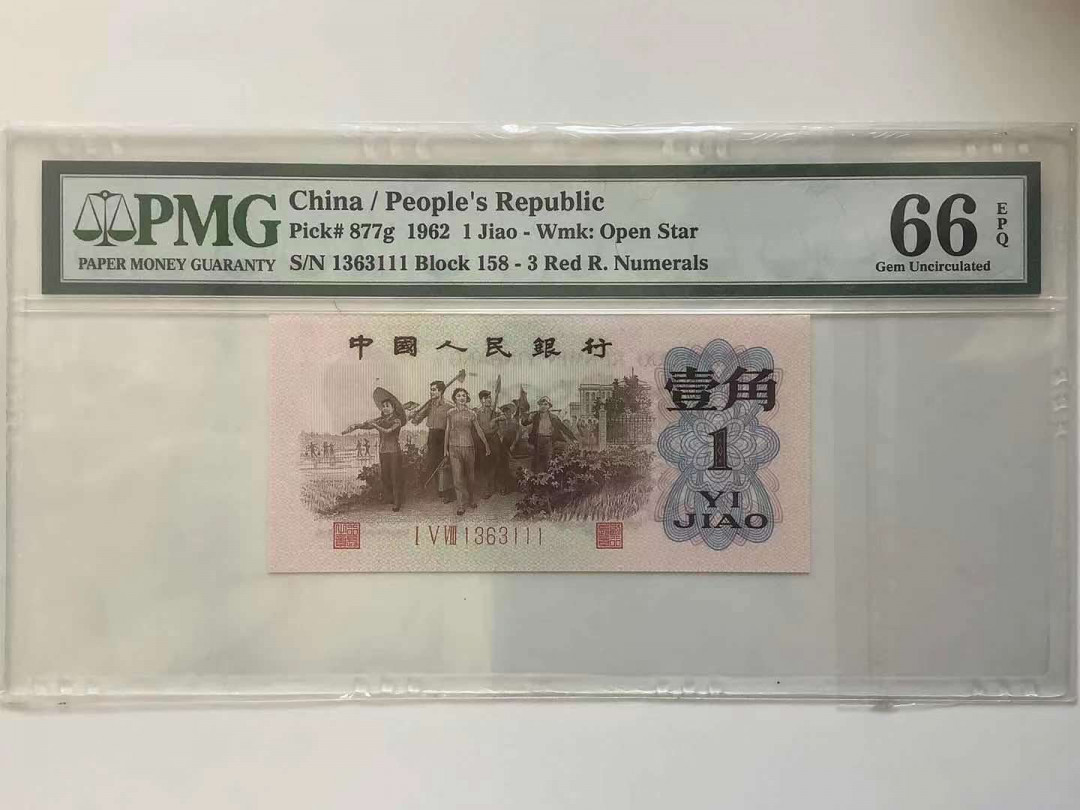 PMG
PAPER MONEY GUARANTY
China / People's Republic
Pick# 877g 1962 1 Jiao - Wmk: Open Star
S/N 1363111 Block 158 - 3 Red R. Numerals
66
EPQ
Gem Uncirculated
中國人民銀行
壹角
1
YI
JIAO
I V VIII 1363111